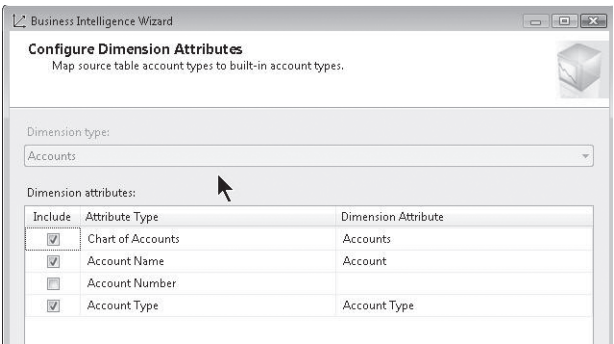 Business Intelligence Wizard
Configure Dimension Attributes
Map source table account types to built-in account types.
Dimension type:
Accounts
Dimension attributes:
Include Attribute Type Dimension Attribute
Chart of Accounts Accounts
Account Name Account
Account Number
Account Type Account Type